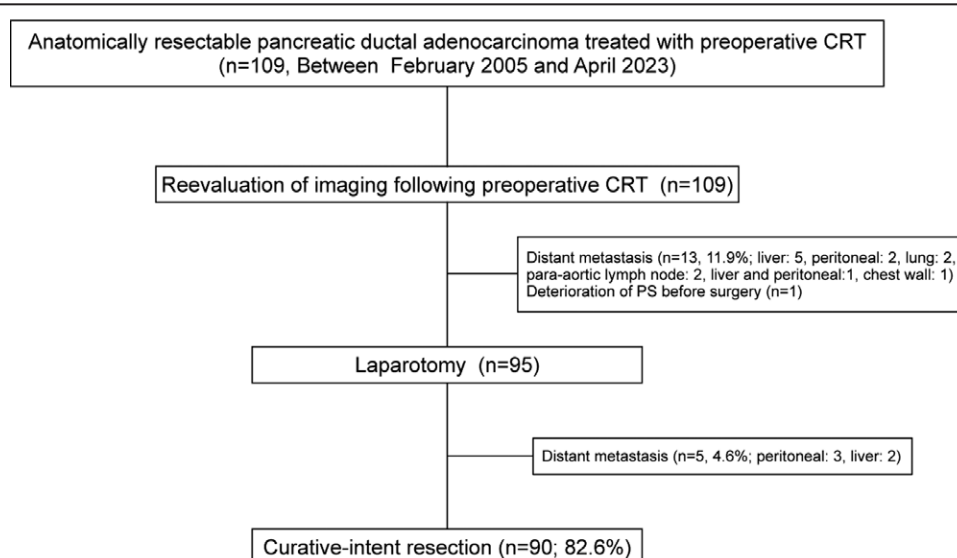 Anatomically resectable pancreatic ductal adenocarcinoma treated with preoperative CRT
(n=109, Between February 2005 and April 2023)
Reevaluation of imaging following preoperative CRT (n=109)
Distant metastasis (n=13, 11.9%; liver: 5, peritoneal: 2, lung: 2,
para-aortic lymph node: 2, liver and peritoneal:1, chest wall: 1)
Deterioration of PS before surgery (n=1)
Laparotomy (n=95)
Distant metastasis (n=5, 4.6%; peritoneal: 3, liver: 2)
Curative-intent resection (n=90; 82.6%)